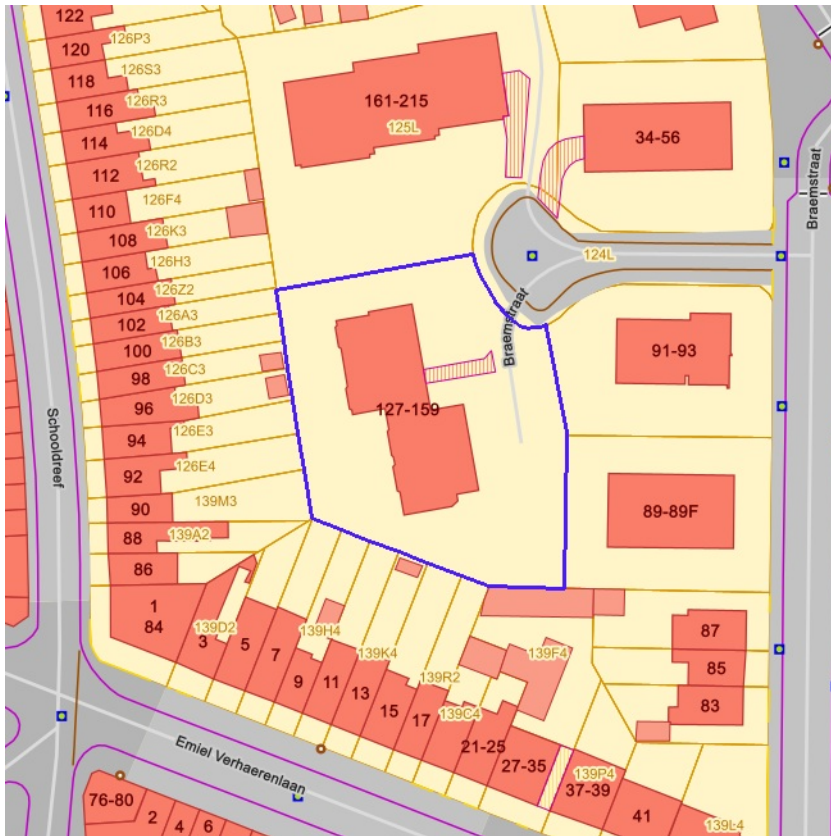 122
126P3
120
126S3
118
126R3
116
126D4
114
126R2
112
126F4
110
126K3
108
126H3
106
126Z2
104
126A3
102
126B3
100
126C3
98
126D3
96
126E3
94
126E4
92
139M3
90
139A2
88
86
1
84
161-215
125L
34-56
Braemstraat
124L
Braemstraat
91-93
127-159
89-89F
Schooldreef
139D2
3
5
7
139H4
9
11
139K4
13
15
139R2
17
139C4
21-25
139F4
27-35
139P4
37-39
41
139L4
87
85
83
Emiel Verhaerenlaan
76-80
2
4
6